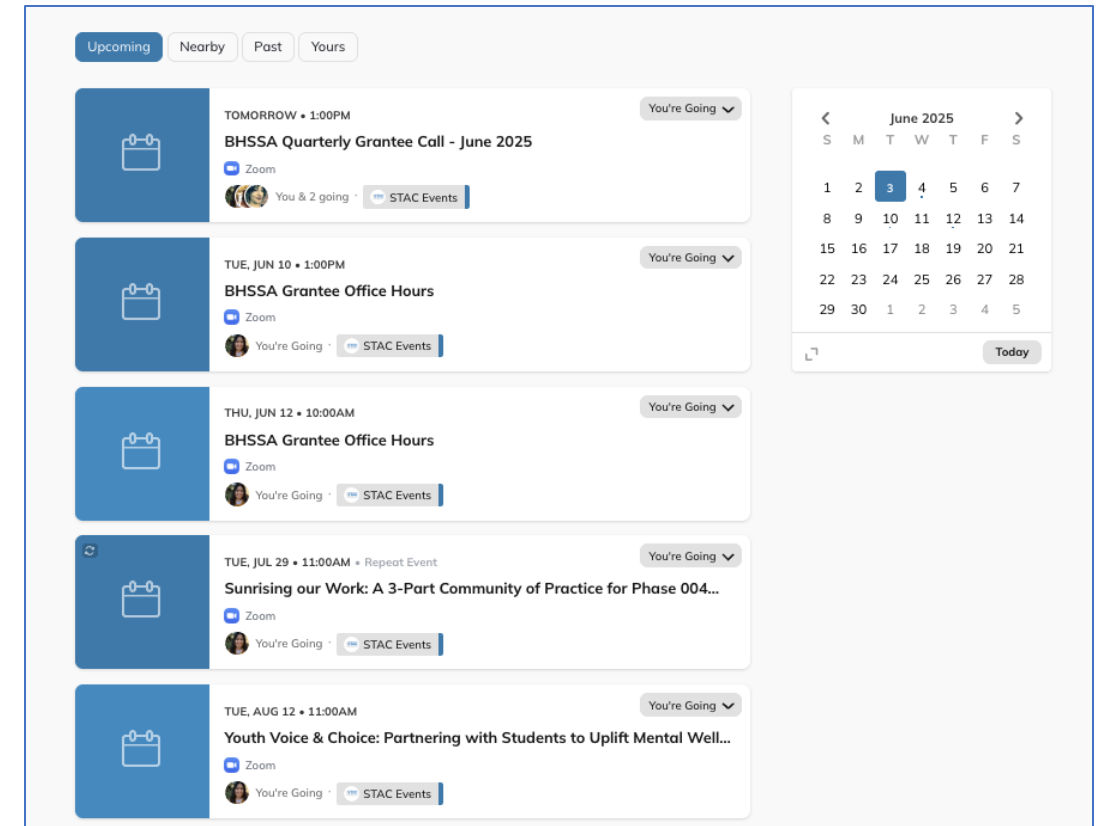 Upcoming Nearby Past Yours
TOMORROW • 1:00PM
You're Going
BHSSA Quarterly Grantee Call - June 2025
Zoom
You & 2 going · STAC Events
TUE, JUN 10 • 1:00PM
You're Going
BHSSA Grantee Office Hours
Zoom
You're Going · STAC Events
THU, JUN 12 • 10:00AM
You're Going
BHSSA Grantee Office Hours
Zoom
You're Going · STAC Events
TUE, JUL 29 • 11:00AM • Repeat Event
You're Going
Sunrising our Work: A 3-Part Community of Practice for Phase 004...
Zoom
You're Going · STAC Events
TUE, AUG 12 • 11:00AM
You're Going
Youth Voice & Choice: Partnering with Students to Uplift Mental Well...
Zoom
You're Going · STAC Events
June 2025
S M T W T F S
1 2 3 4 5 6 7
8 9 10 11 12 13 14
15 16 17 18 19 20 21
22 23 24 25 26 27 28
29 30 1 2 3 4 5
Today